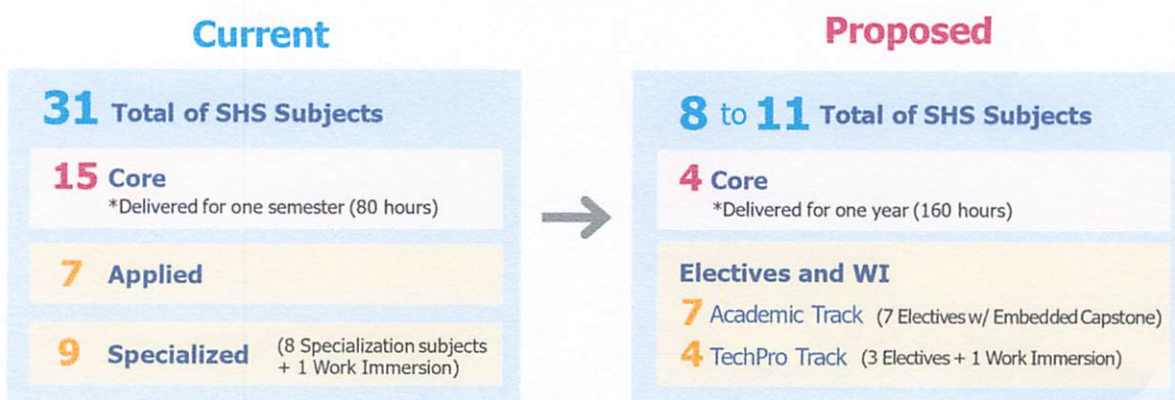 Current
31 Total of SHS Subjects
15 Core
*Delivered for one semester (80 hours)
7 Applied
9 Specialized (8 Specialization subjects
+ 1 Work Immersion)
Proposed
8 to 11 Total of SHS Subjects
4 Core
*Delivered for one year (160 hours)
Electives and WI
7 Academic Track (7 Electives w/ Embedded Capstone)
4 TechPro Track (3 Electives + 1 Work Immersion)